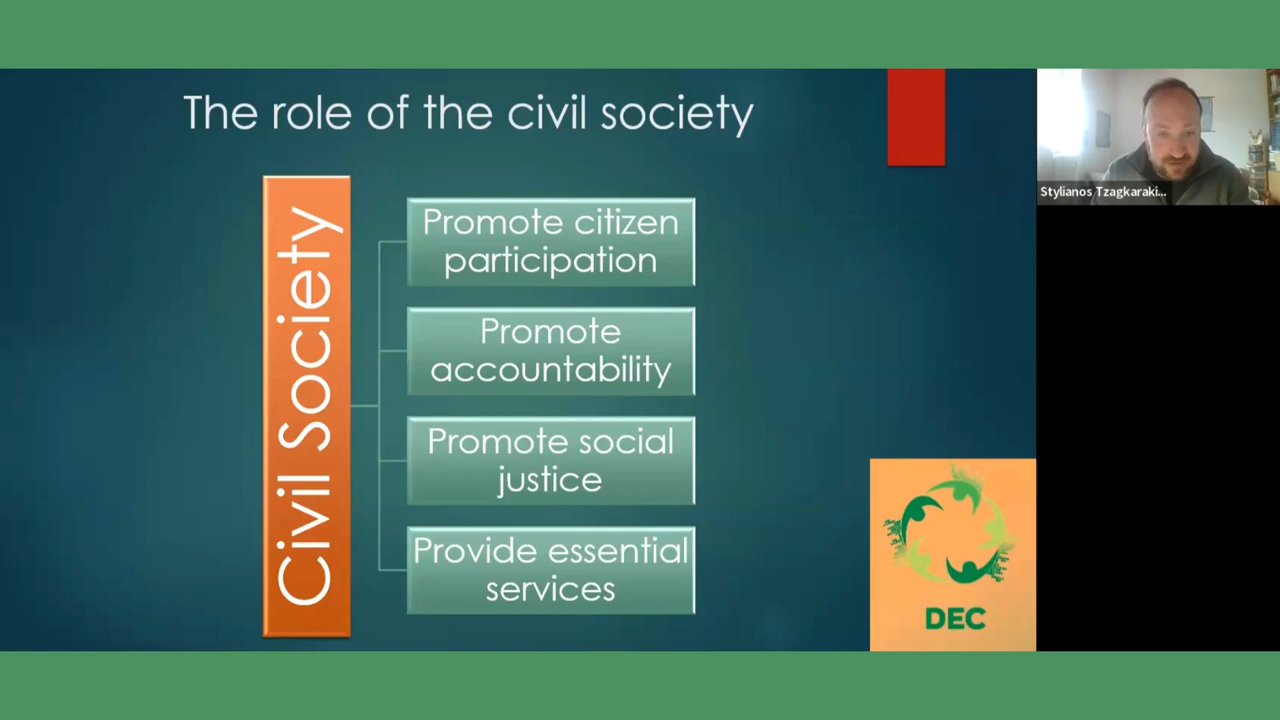 The role of the civil society
Civil Society
Promote citizen
participation
Promote
accountability
Promote social
justice
Provide essential
services
DEC
Stylianos Tzagkaraki...